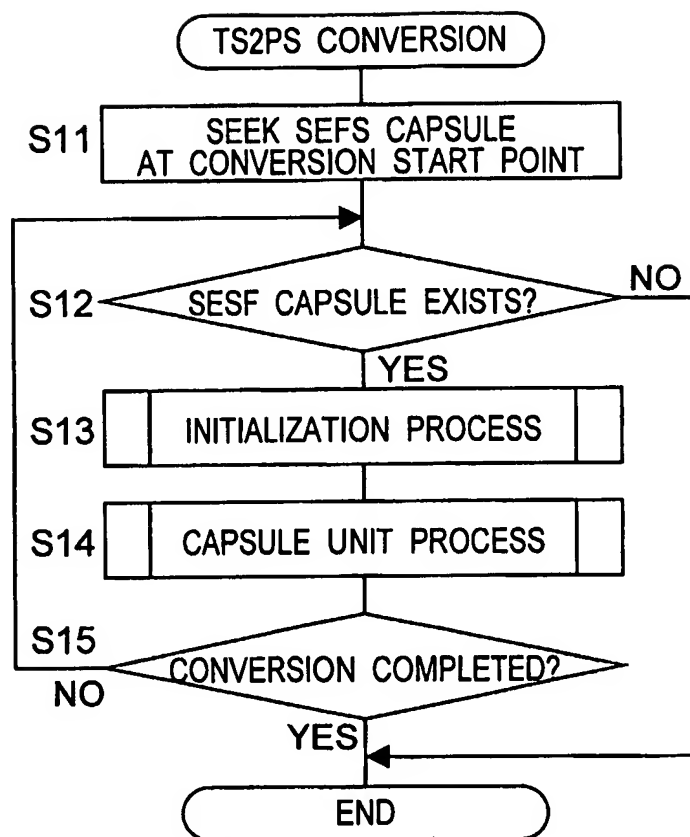 TS2PS CONVERSION
S11
SEEK SEFS CAPSULE
AT CONVERSION START POINT
S12
SESF CAPSULE EXISTS?
NO
YES
S13
INITIALIZATION PROCESS
S14
CAPSULE UNIT PROCESS
S15
CONVERSION COMPLETED?
NO
YES
END